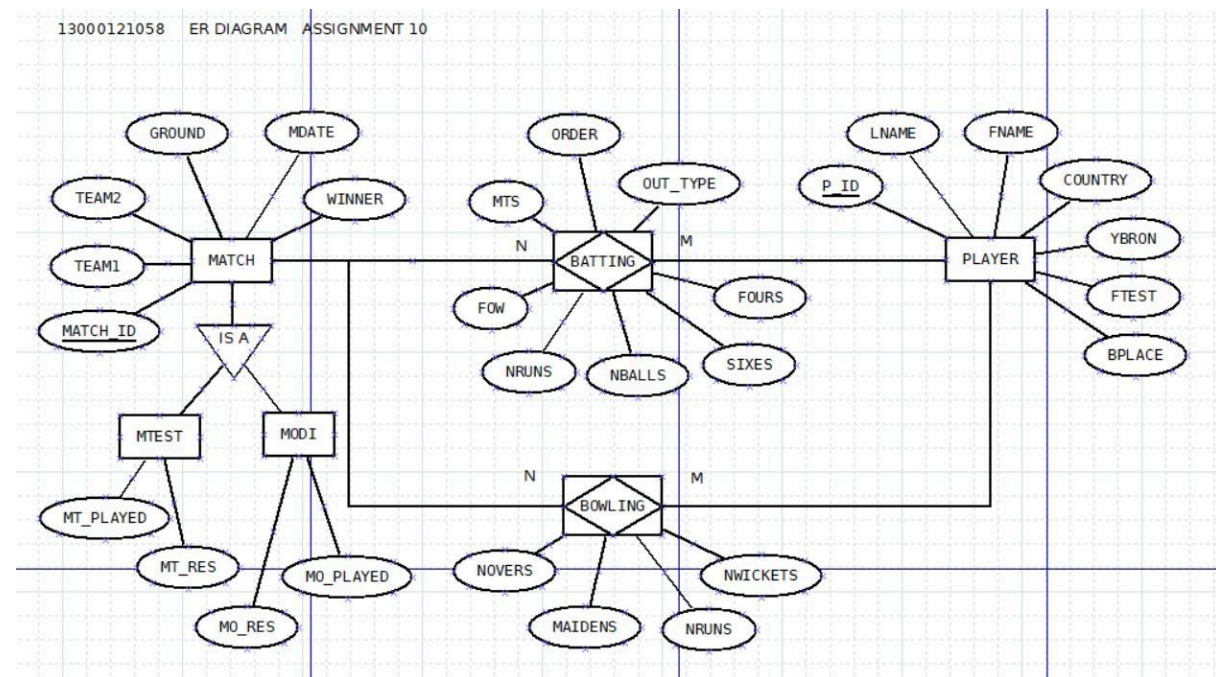 13000121058 ER DIAGRAM ASSIGNMENT 10
GROUND
MDATE
TEAM2
WINNER
TEAM1
MATCH
MATCH_ID
IS A
MTEST
MODI
MT_PLAYED
MT_RES
MO_PLAYED
MO_RES
ORDER
MTS
OUT_TYPE
N
BATTING
M
FOW
FOURS
NRUNS
NBALLS
SIXES
N
BOWLING
M
NOVERS
NWICKETS
MAIDENS
NRUNS
LNAME
FNAME
P_ID
COUNTRY
PLAYER
YBRON
FTEST
BPLACE